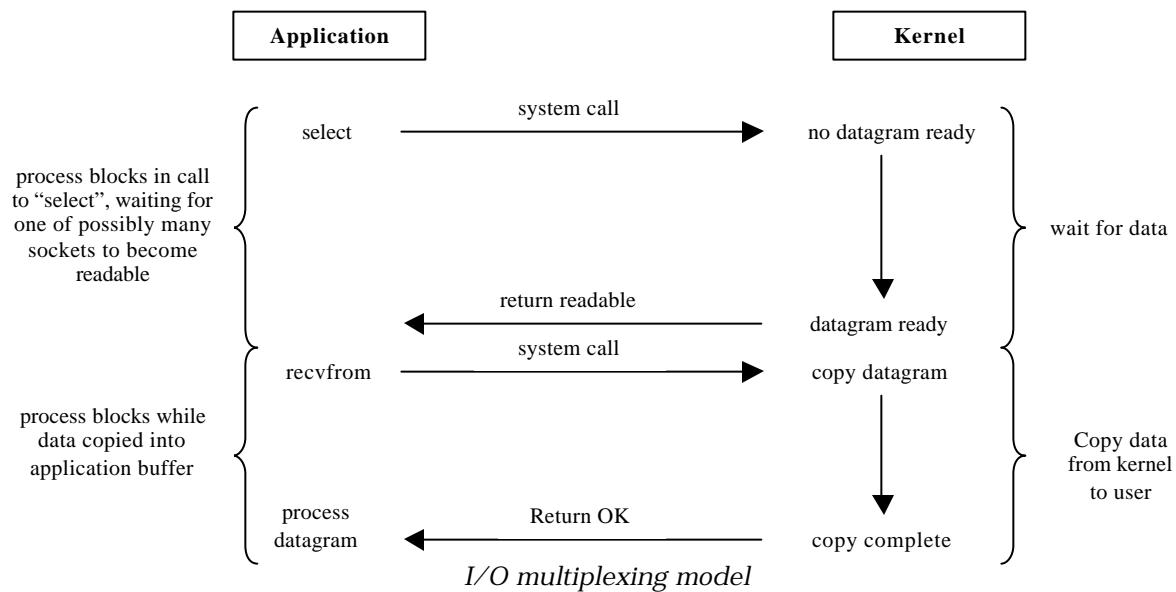 Application
Kernel
system call
select
no datagram ready
process blocks in call
to “select”, waiting for
one of possibly many
sockets to become
readable
wait for data
return readable
datagram ready
system call
recvfrom
copy datagram
process blocks while
data copied into
application buffer
Copy data
from kernel
to user
process
datagram
Return OK
copy complete
I/O multiplexing model